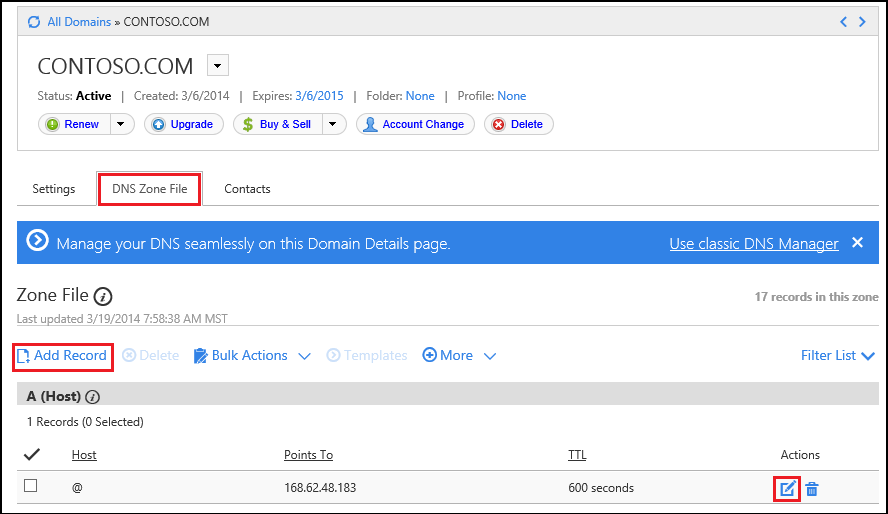 All Domains » CONTOSO.COM
CONTOSO.COM
Status: Active | Created: 3/6/2014 | Expires: 3/6/2015 | Folder: None | Profile: None
Renew Upgrade Buy & Sell Account Change Delete
Settings DNS Zone File Contacts
Manage your DNS seamlessly on this Domain Details page. Use classic DNS Manager
Zone File 17 records in this zone
Last updated 3/19/2014 7:58:38 AM MST
Add Record Delete Bulk Actions Templates More Filter List
A (Host)
1 Records (0 Selected)
Host Points To TTL Actions
@ 168.62.48.183 600 seconds